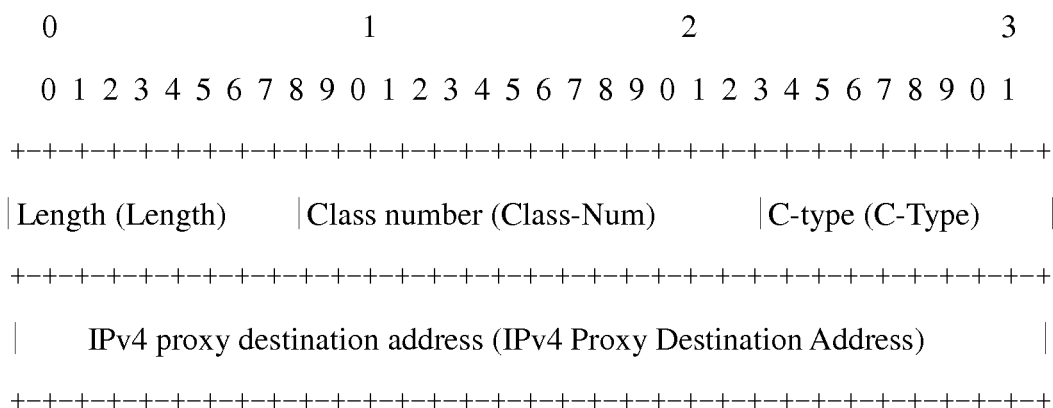 0 1 2 3
0 1 2 3 4 5 6 7 8 9 0 1 2 3 4 5 6 7 8 9 0 1 2 3 4 5 6 7 8 9 0 1
+-+-+-+-+-+-+-+-+-+-+-+-+-+-+-+-+-+-+-+-+-+-+-+-+-+-+-+-+-+-+-+-+
|Length (Length) |Class number (Class-Num) |C-type (C-Type) |
+-+-+-+-+-+-+-+-+-+-+-+-+-+-+-+-+-+-+-+-+-+-+-+-+-+-+-+-+-+-+-+-+
| IPv4 proxy destination address (IPv4 Proxy Destination Address) |
+-+-+-+-+-+-+-+-+-+-+-+-+-+-+-+-+-+-+-+-+-+-+-+-+-+-+-+-+-+-+-+-+